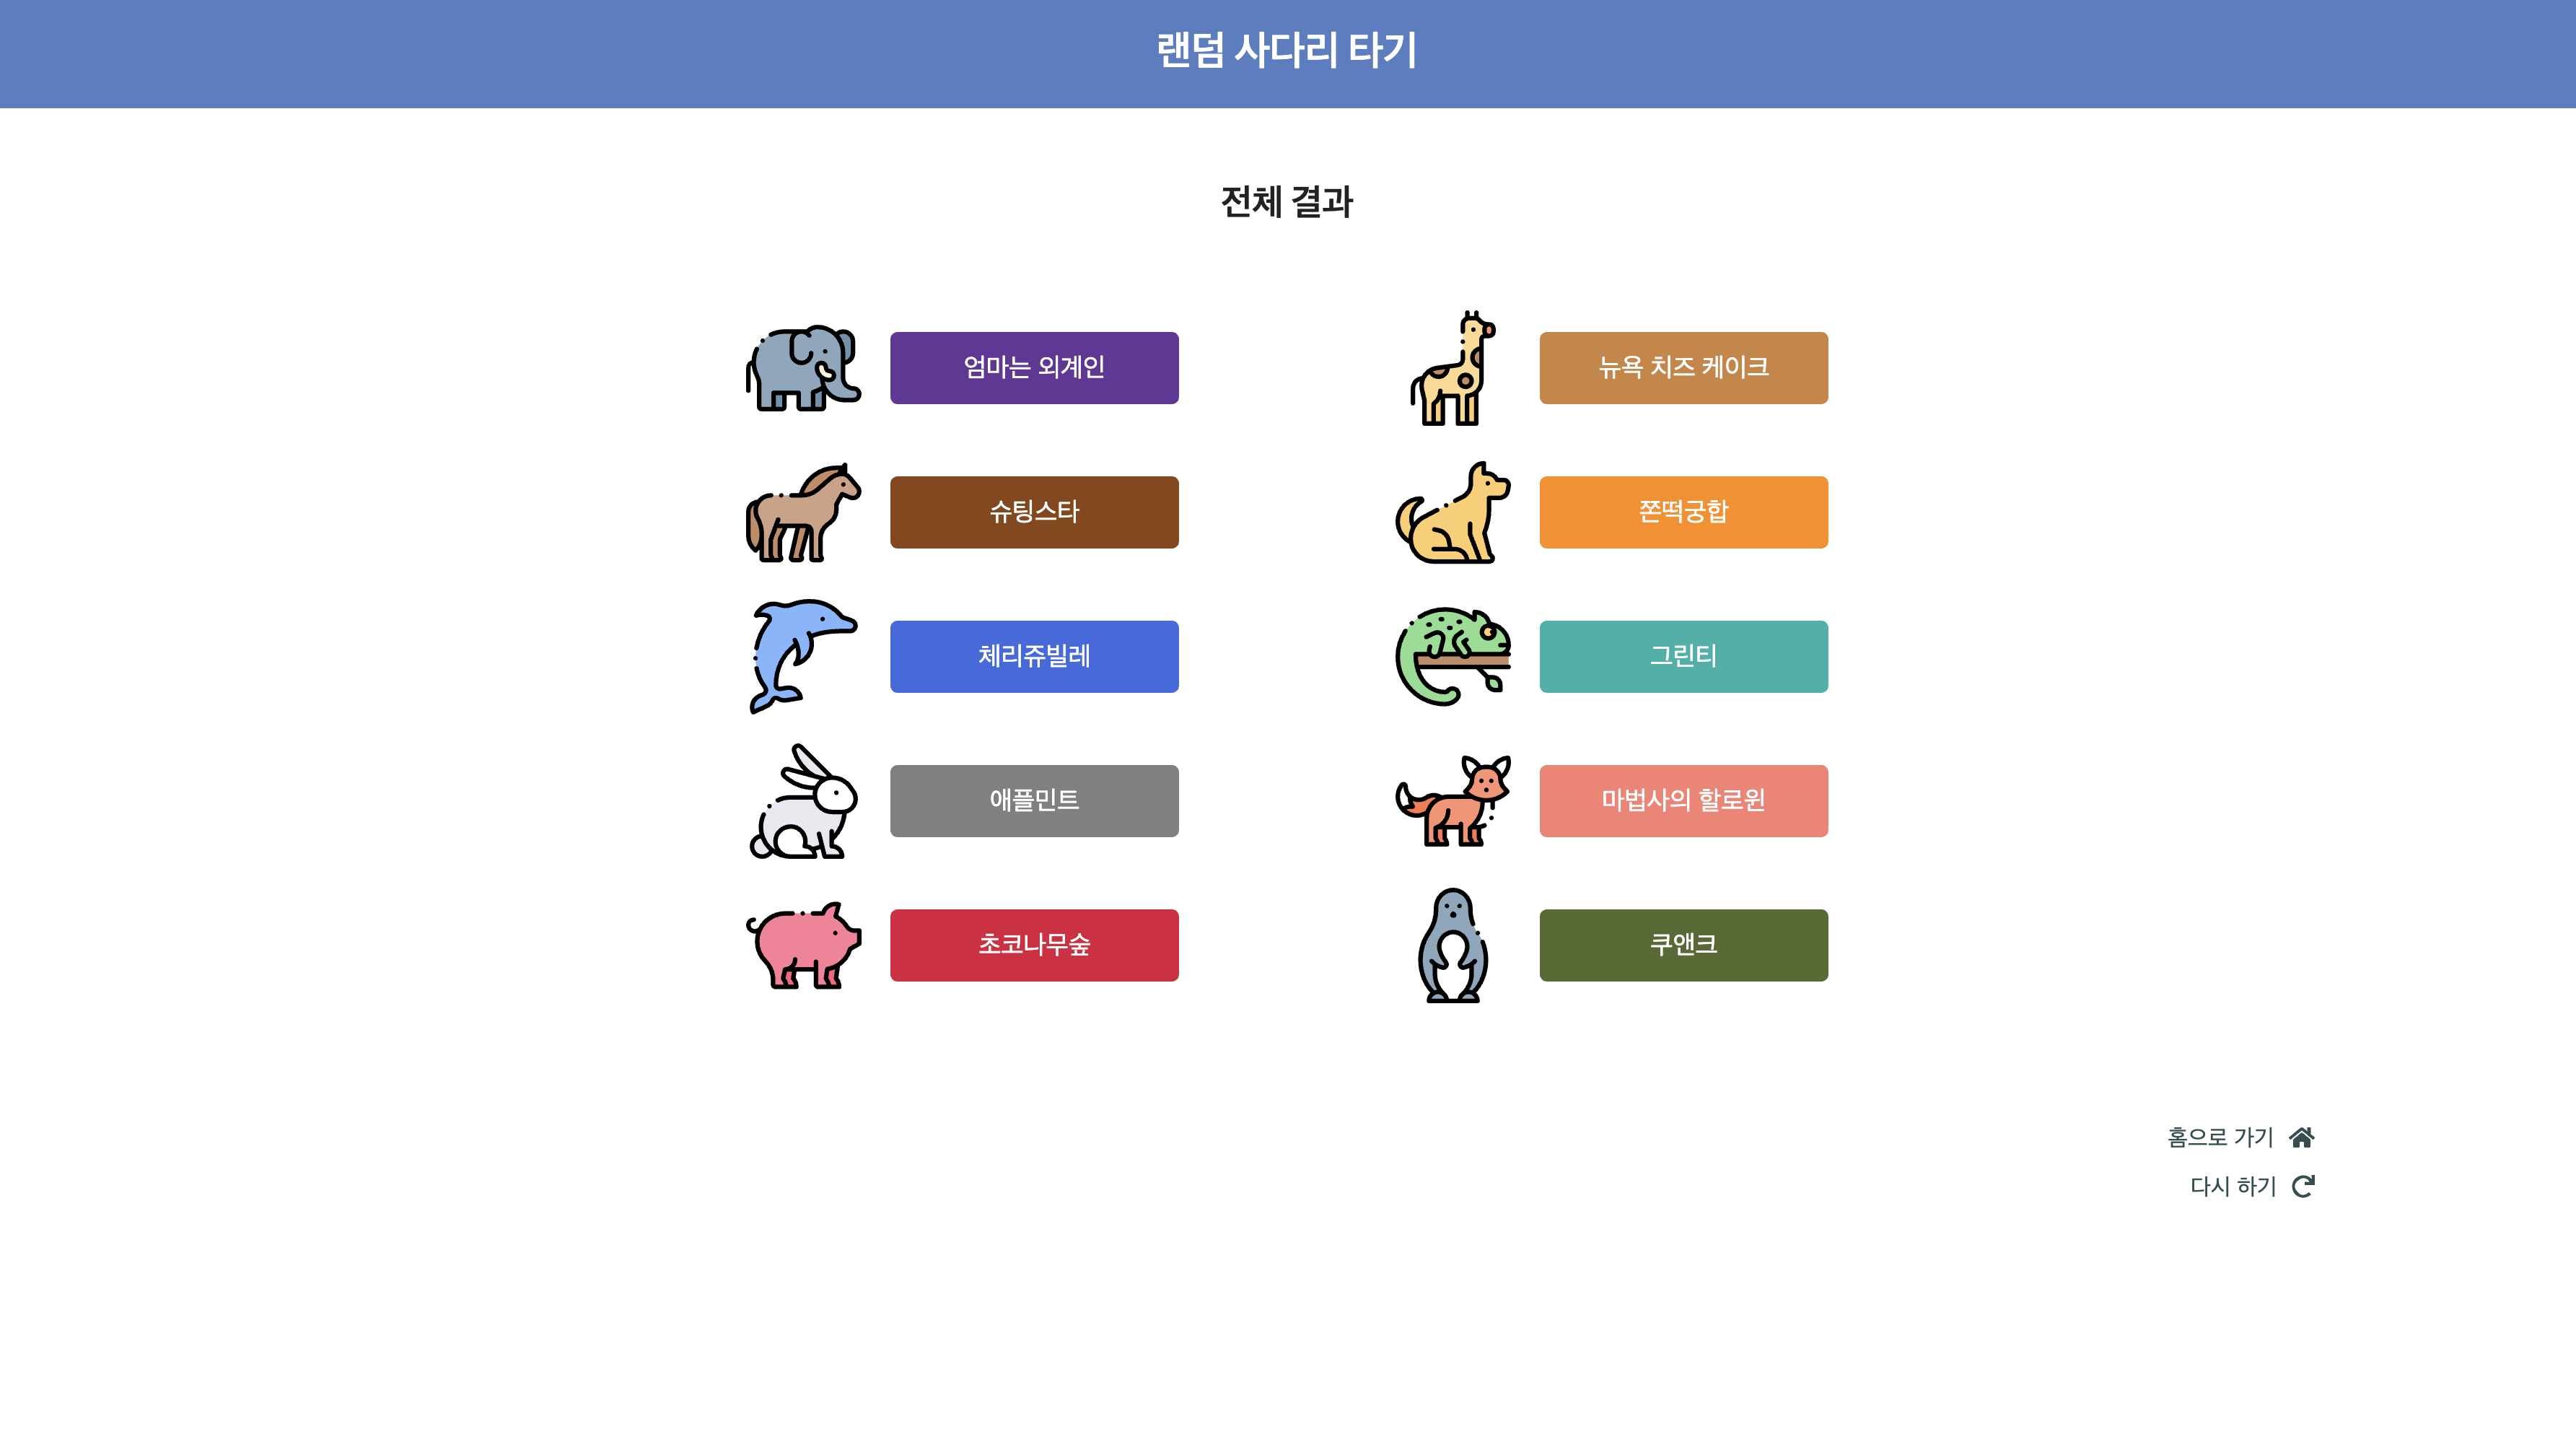 랜덤 사다리 타기
전체 결과
엄마는 외계인
뉴욕 치즈 케이크
슈팅스타
쫀떡궁합
체리쥬빌레
그린티
애플민트
마법사의 할로윈
초코나무숲
쿠앤크
홈으로 가기
다시 하기